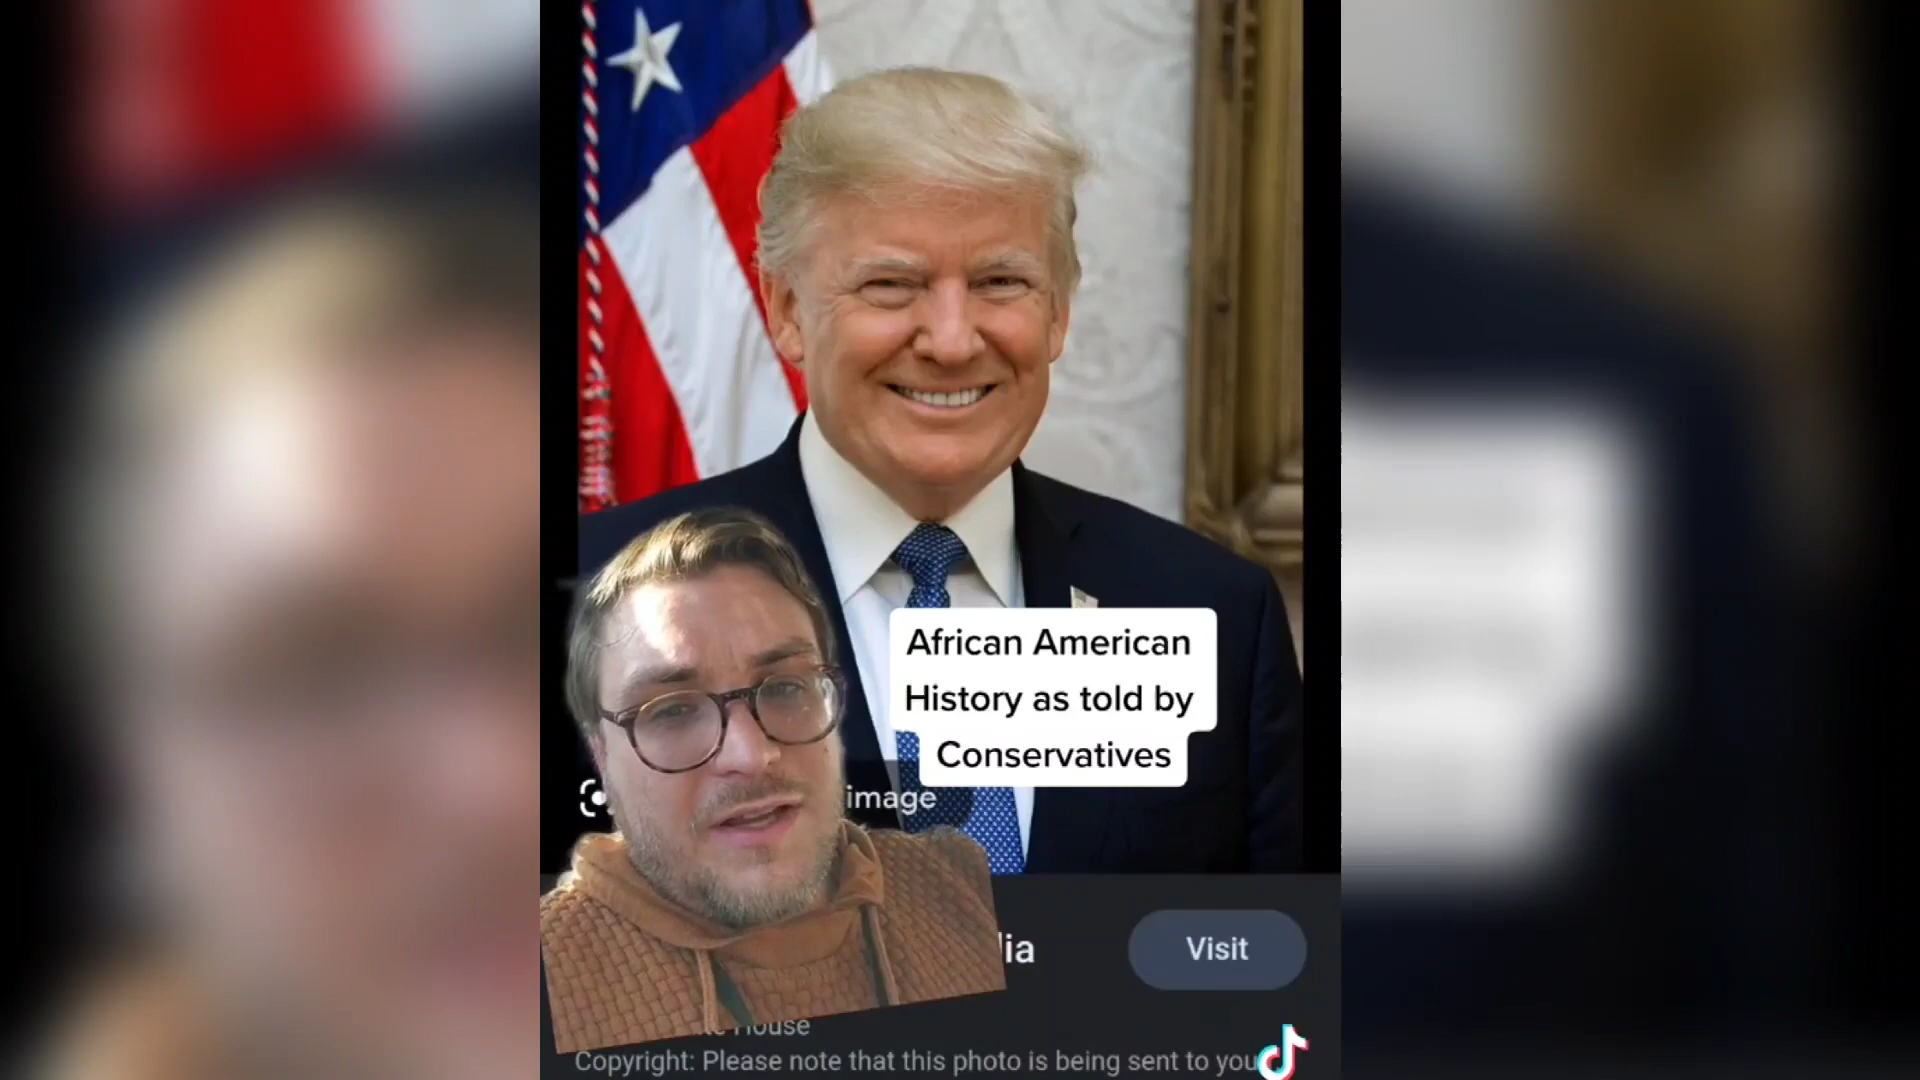 African American
History as told by
Conservatives
image
Visit
House
Copyright: Please note that this photo is being sent to you